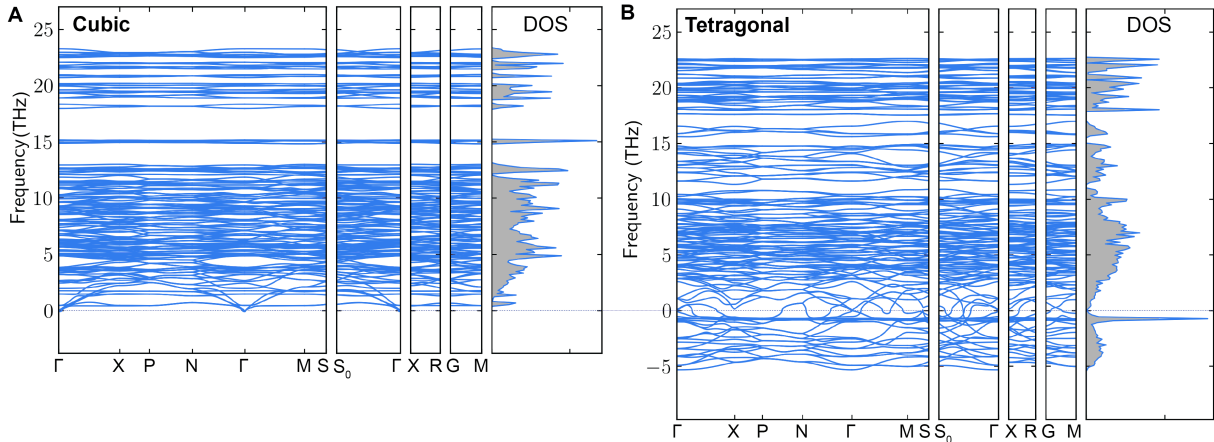 A
Cubic
DOS
25
20
15
10
5
0
Frequency(THz)
Γ X P N Γ M S S₀ Γ X R G M
B
Tetragonal
DOS
25
20
15
10
5
0
−5
Frequency (THz)
Γ X P N Γ M S S₀ Γ X R G M